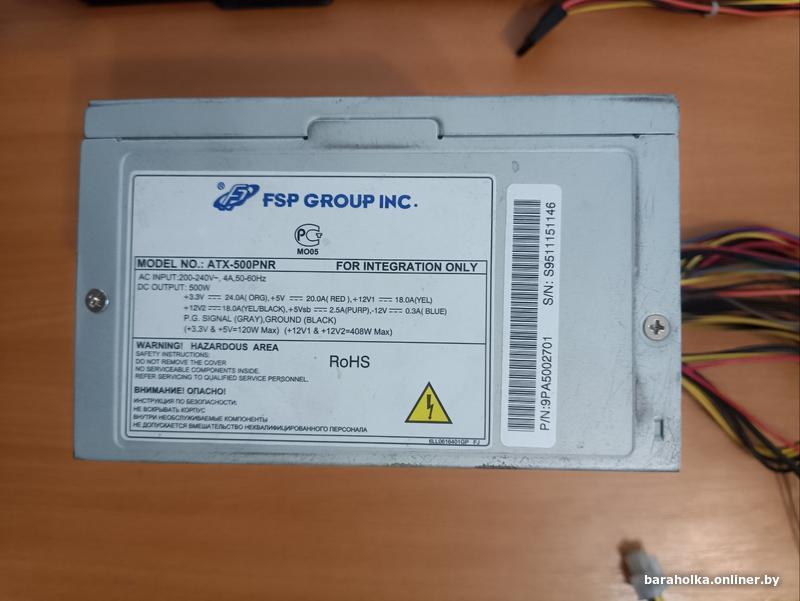 ® FSP GROUP INC.
РСТ
MO05
MODEL NO.: ATX-500PNR FOR INTEGRATION ONLY
AC INPUT:200-240V~, 4A,50-60Hz
DC OUTPUT: 500W
+3.3V ⎓ 24.0A( ORG),+5V ⎓ 20.0A( RED ),+12V1 ⎓ 18.0A(YEL)
+12V2 ⎓18.0A(YEL/BLACK),+5Vsb ⎓ 2.5A(PURP),-12V ⎓ 0.3A( BLUE)
P.G. SIGNAL (GRAY),GROUND (BLACK)
(+3.3V & +5V=120W Max) (+12V1 & +12V2=408W Max)
WARNING! HAZARDOUS AREA
SAFETY INSTRUCTIONS:
DO NOT REMOVE THE COVER
NO SERVICEABLE COMPONENTS INSIDE.
REFER SERVICING TO QUALIFIED SERVICE PERSONNEL.
RoHS
ВНИМАНИЕ! ОПАСНО!
ИНСТРУКЦИЯ ПО БЕЗОПАСНОСТИ:
НЕ ВСКРЫВАТЬ КОРПУС
ВНУТРИ НЕОБСЛУЖИВАЕМЫЕ КОМПОНЕНТЫ
НЕ ДОПУСКАЕТСЯ ВМЕШАТЕЛЬСТВО НЕКВАЛИФИЦИРОВАННОГО ПЕРСОНАЛА
P/N:9PA5002701 S/N: S9511151146
baraholka.onliner.by